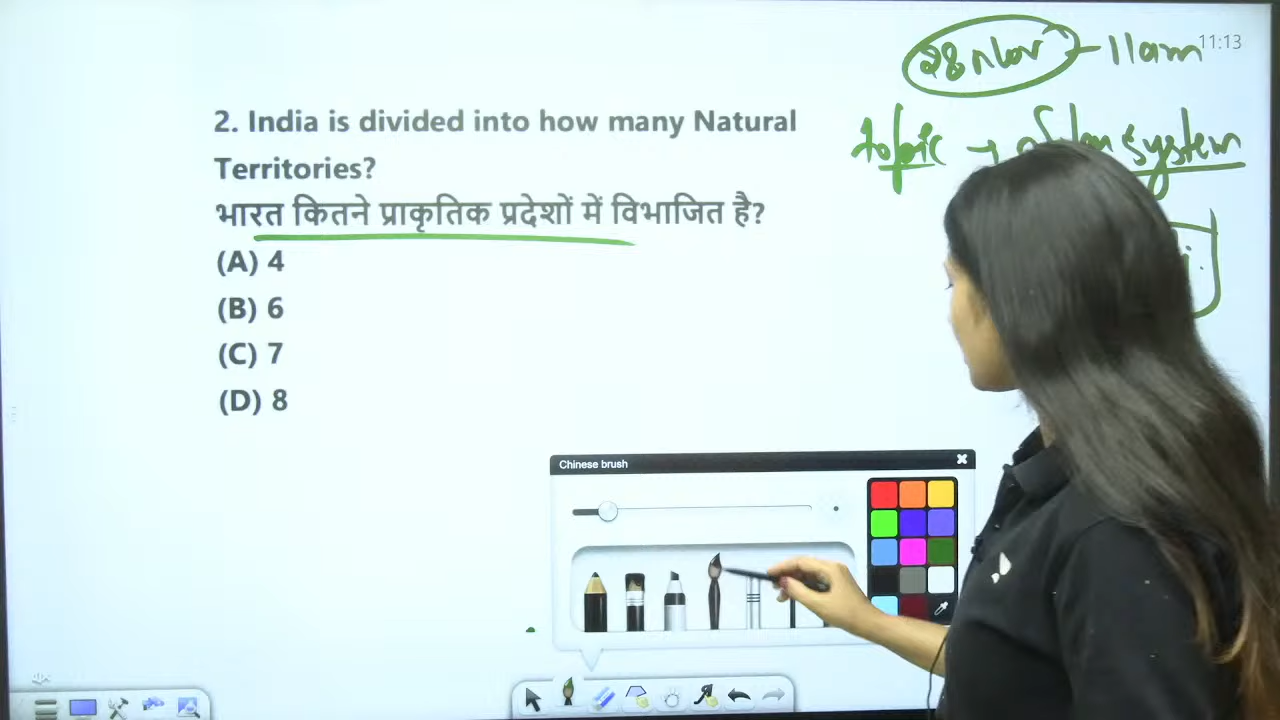 28 nov - 11am
11:13
topic → system
2. India is divided into how many Natural
Territories?
भारत कितने प्राकृतिक प्रदेशों में विभाजित है?
(A) 4
(B) 6
(C) 7
(D) 8
Chinese brush